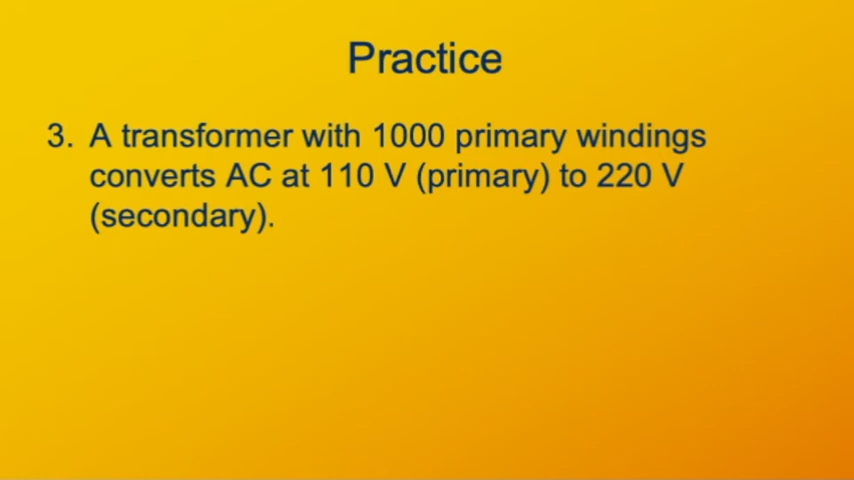 Practice
3. A transformer with 1000 primary windings
converts AC at 110 V (primary) to 220 V
(secondary).